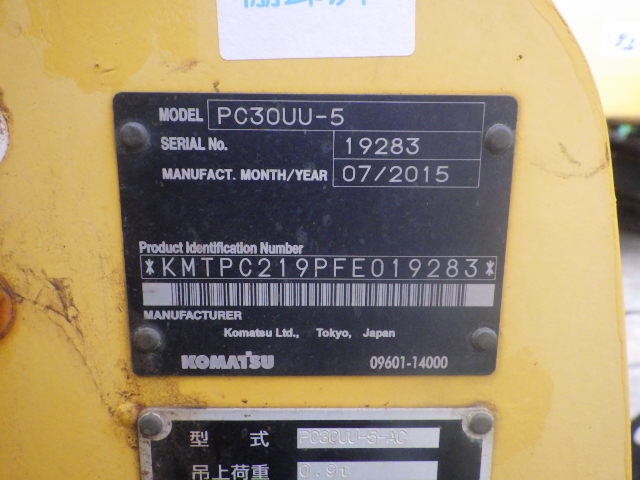 MODEL PC30UU-5
SERIAL No. 19283
MANUFACT. MONTH/YEAR 07/2015
Product Identification Number
*KMTPC219PFE019283*
MANUFACTURER
Komatsu Ltd., Tokyo, Japan
KOMATSU 09601-14000
型 式 PC30UU-5-AC
吊上荷重 0.9t